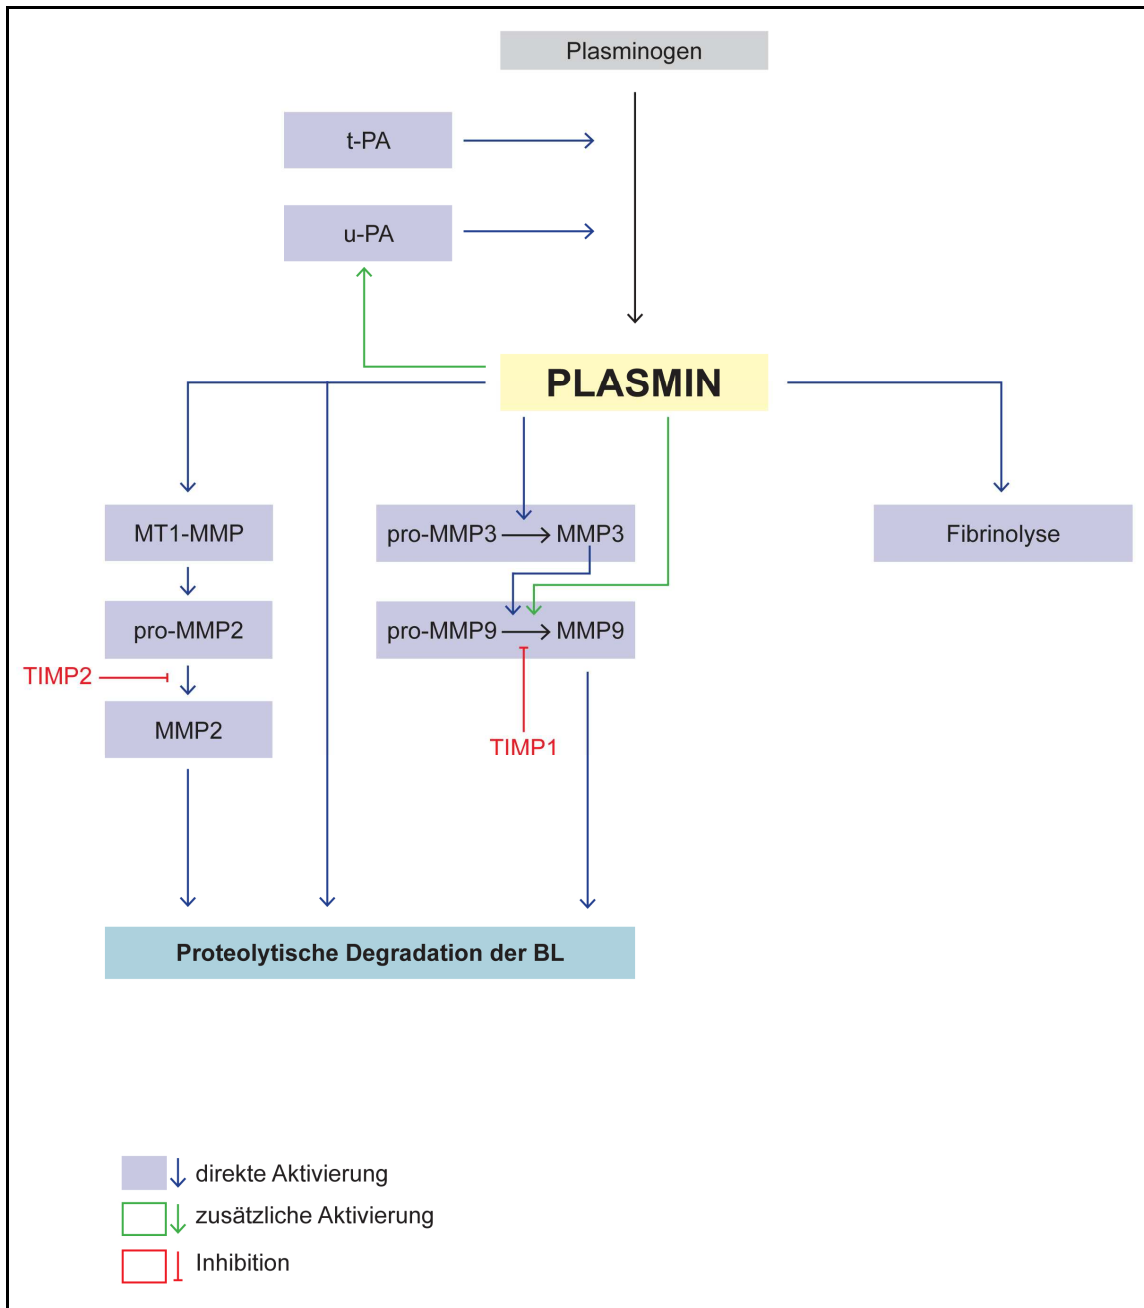 Plasminogen
t-PA
u-PA
PLASMIN
MT1-MMP
pro-MMP3 MMP3
Fibrinolyse
pro-MMP2
pro-MMP9 MMP9
TIMP2
MMP2
TIMP1
Proteolytische Degradation der BL
direkte Aktivierung
zusätzliche Aktivierung
Inhibition